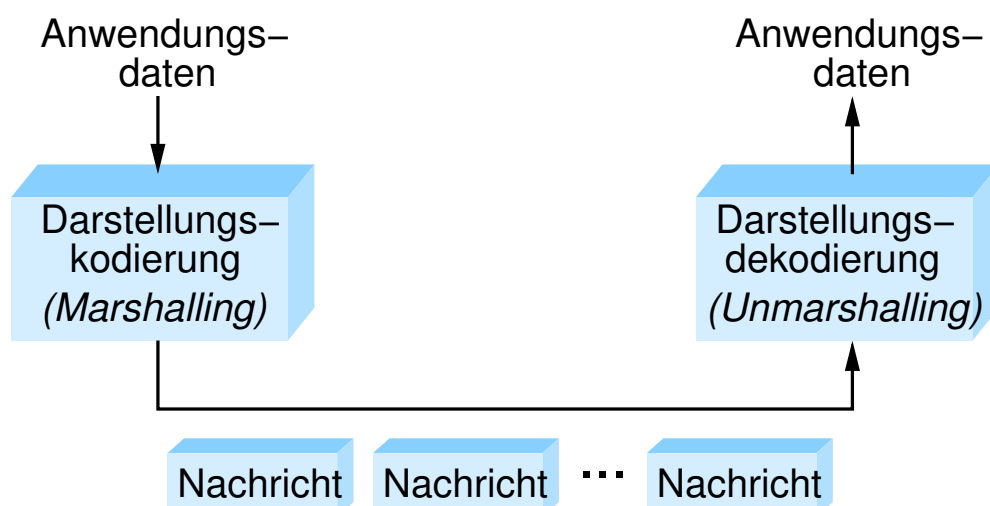 Anwendungs–
daten
Anwendungs–
daten
Darstellungs–
kodierung
(Marshalling)
Darstellungs–
dekodierung
(Unmarshalling)
Nachricht Nachricht ... Nachricht